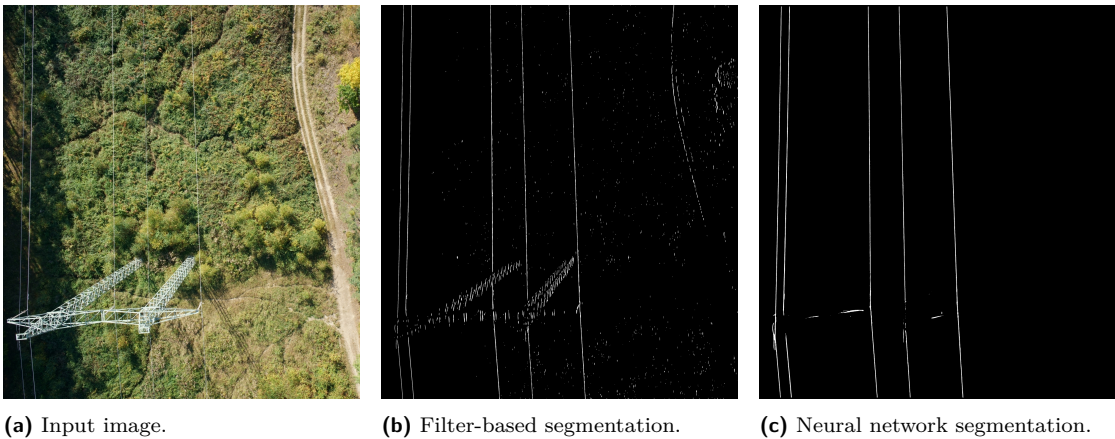 (a) Input image.
(b) Filter-based segmentation.
(c) Neural network segmentation.